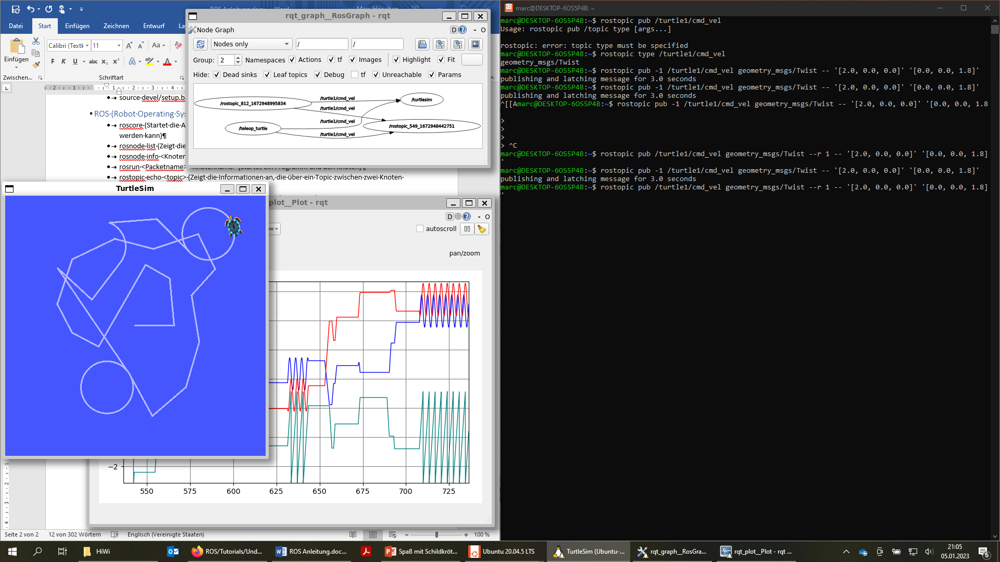 ROS Anleitung.docx - Word
Marc Heischen
Datei Start Einfügen Zeichnen Entwurf
Calibri (Textk 11 Aa
Einfügen
F K U abc x₂ x²
Zwischen... Schriftart
2 1 1 2 3 4
source·devel/setup.b
ROS·(Robot·Operating·Sys
roscore·(Startet·die·A
werden·kann)¶
rosnode·list·(Zeigt·die
rosnode·info·<Knoten
rosrun·<Packetname>
rostopic·echo·<topic>·(Zeigt·die·Informationen·an,·die·über·ein·Topic·zwischen·zwei·Knoten·
rqt_graph__RosGraph - rqt
Node Graph
D - O
Nodes only / /
Group: 2 Namespaces Actions tf Images Highlight Fit
Hide: Dead sinks Leaf topics Debug tf Unreachable Params
/rostopic_812_1672948995834
/turtle1/cmd_vel
/turtlesim
/turtle1/cmd_vel
/teleop_turtle
/turtle1/cmd_vel
/rostopic_549_1672948442751
/turtle1/cmd_vel
TurtleSim
plot__Plot - rqt
D - O
autoscroll
pan/zoom
−2
550 575 600 625 650 675 700 725
Seite 2 von 2 12 von 302 Wörtern Englisch (Vereinigte Staaten) 100 %
marc@DESKTOP-6OS5P4B: ~
marc@DESKTOP-6OS5P4B:~$ rostopic pub /turtle1/cmd_vel
Usage: rostopic pub /topic type [args...]
rostopic: error: topic type must be specified
marc@DESKTOP-6OS5P4B:~$ rostopic type /turtle1/cmd_vel
geometry_msgs/Twist
marc@DESKTOP-6OS5P4B:~$ rostopic pub -1 /turtle1/cmd_vel geometry_msgs/Twist -- '[2.0, 0.0, 0.0]' '[0.0, 0.0, 1.8]'
publishing and latching message for 3.0 seconds
marc@DESKTOP-6OS5P4B:~$ rostopic pub -1 /turtle1/cmd_vel geometry_msgs/Twist -- '[2.0, 0.0, 0.0]' '[0.0, 0.0, 1.8]'
publishing and latching message for 3.0 seconds
^[[Amarc@DESKTOP-6OS5P4B:~$ rostopic pub -1 /turtle1/cmd_vel geometry_msgs/Twist -- '[2.0, 0.0, 0.0]' '[0.0, 0.0, 1.8
>
>
>
> ^C
marc@DESKTOP-6OS5P4B:~$ rostopic pub /turtle1/cmd_vel geometry_msgs/Twist --r 1 -- '[2.0, 0.0, 0.0]' '[0.0, 0.0, 1.8]
'
marc@DESKTOP-6OS5P4B:~$ rostopic pub -1 /turtle1/cmd_vel geometry_msgs/Twist -- '[2.0, 0.0, 0.0]' '[0.0, 0.0, 1.8]'
publishing and latching message for 3.0 seconds
marc@DESKTOP-6OS5P4B:~$ rostopic pub /turtle1/cmd_vel geometry_msgs/Twist --r 1 -- '[2.0, 0.0, 0.0]' '[0.0, 0.0, 1.8]
'
HiWi
ROS/Tutorials/Und...
ROS Anleitung.doc...
Spaß mit Schildkröt...
Ubuntu 20.04.5 LTS
TurtleSim (Ubuntu-...
rqt_graph__RosGra...
rqt_plot__Plot - rqt ...
21:05
05.01.2023
6